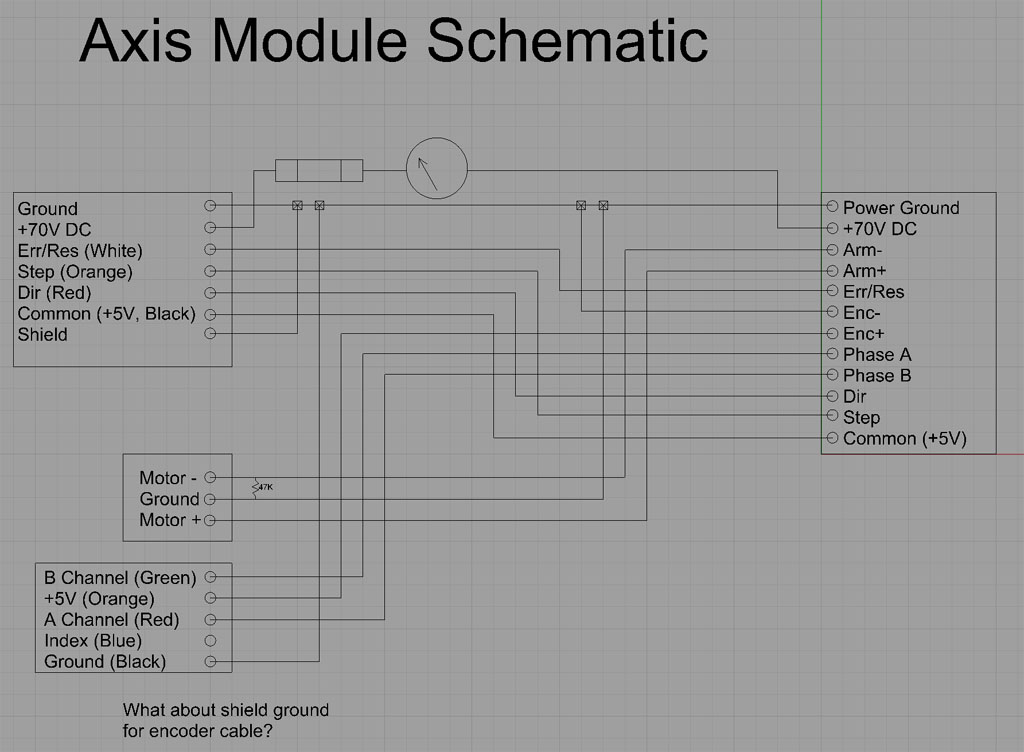 Axis Module Schematic
Ground
+70V DC
Err/Res (White)
Step (Orange)
Dir (Red)
Common (+5V, Black)
Shield
Power Ground
+70V DC
Arm-
Arm+
Err/Res
Enc-
Enc+
Phase A
Phase B
Dir
Step
Common (+5V)
Motor -
Ground
Motor +
47K
B Channel (Green)
+5V (Orange)
A Channel (Red)
Index (Blue)
Ground (Black)
What about shield ground
for encoder cable?